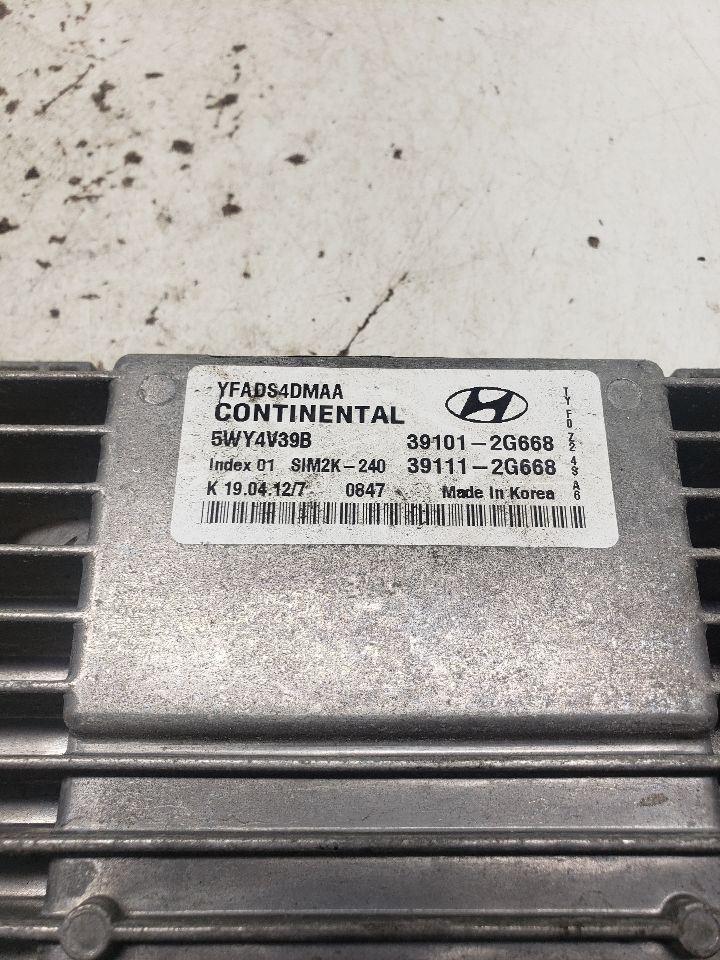 YFADS4DMAA
CONTINENTAL
5WY4V39B 39101-2G668
Index 01 SIM2K-240 39111-2G668
K 19.04.12/7 0847 Made In Korea
TY F0 Z2 4S A6